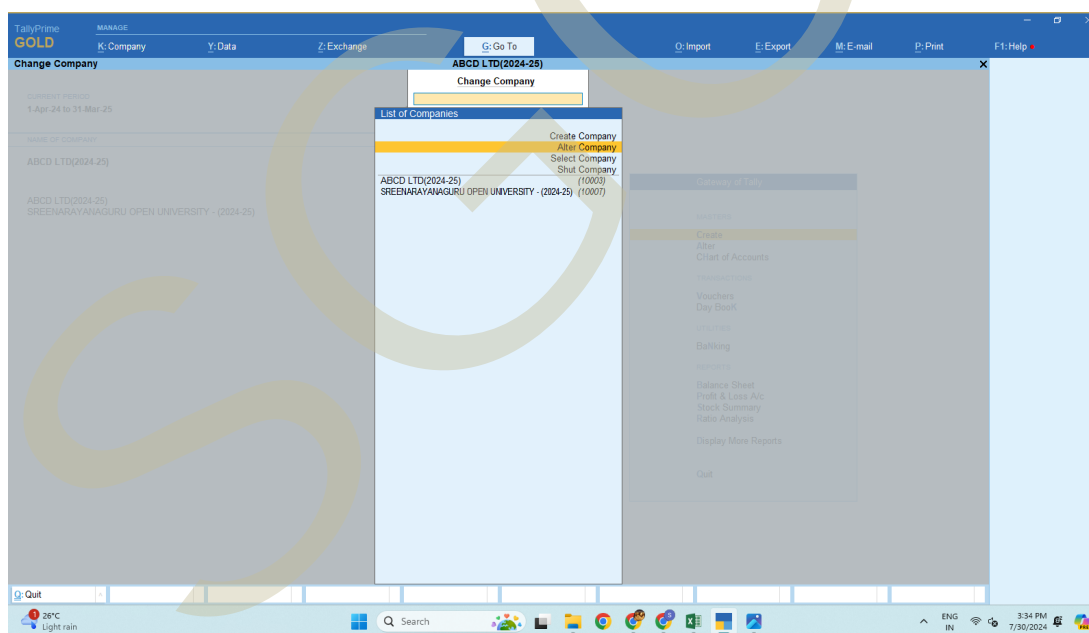 TallyPrime
GOLD
MANAGE
K: Company
Y: Data
Z: Exchange
G: Go To
O: Import
E: Export
M: E-mail
P: Print
F1: Help
Change Company
ABCD LTD(2024-25)
Change Company
CURRENT PERIOD
1-Apr-24 to 31-Mar-25
NAME OF COMPANY
ABCD LTD(2024-25)
ABCD LTD(2024-25)
SREENARAYANAGURU OPEN UNIVERSITY - (2024-25)
List of Companies
Create Company
Alter Company
Select Company
Shut Company
ABCD LTD(2024-25) (10003)
SREENARAYANAGURU OPEN UNIVERSITY - (2024-25) (10007)
Gateway of Tally
Create
Alter
CHart of Accounts
Vouchers
Day BooK
BaNking
Balance Sheet
Profit & Loss A/c
Stock Summary
Ratio Analysis
Display More Reports
Quit
Q: Quit
1
26°C
Light rain
Search
ENG
IN
3:34 PM
7/30/2024